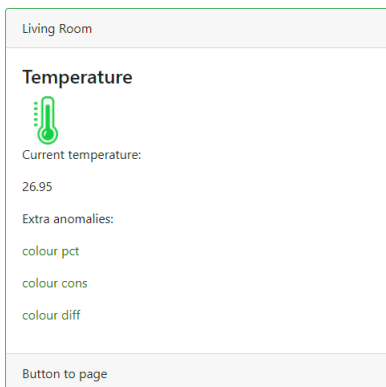 Living Room
Temperature
Current temperature:
26.95
Extra anomalies:
colour pct
colour cons
colour diff
Button to page